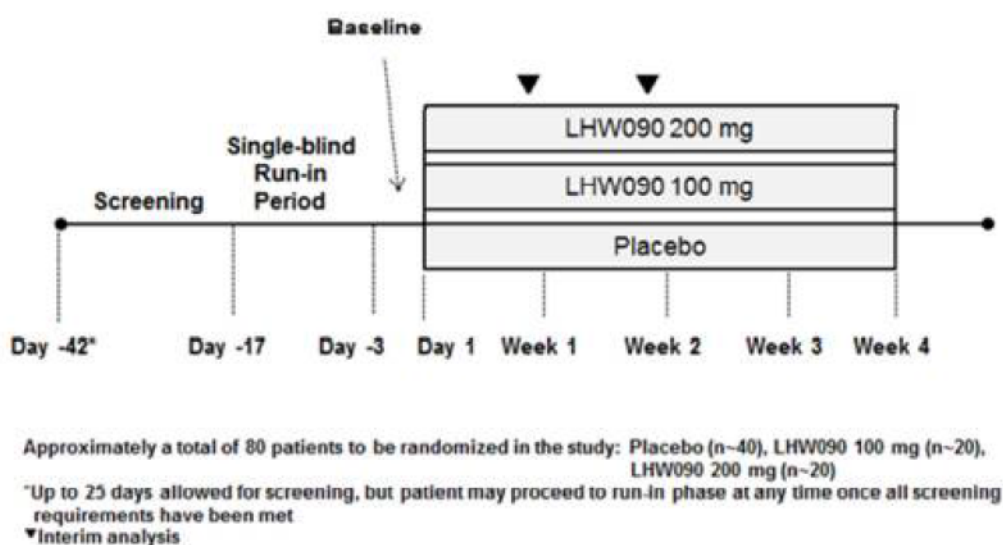 Baseline
LHW090 200 mg
Single-blind
Run-in
Period
LHW090 100 mg
Screening
Placebo
Day -42*
Day -17
Day -3
Day 1
Week 1
Week 2
Week 3
Week 4
Approximately a total of 80 patients to be randomized in the study: Placebo (n~40), LHW090 100 mg (n~20),
LHW090 200 mg (n~20)
*Up to 25 days allowed for screening, but patient may proceed to run-in phase at any time once all screening
requirements have been met
▼Interim analysis